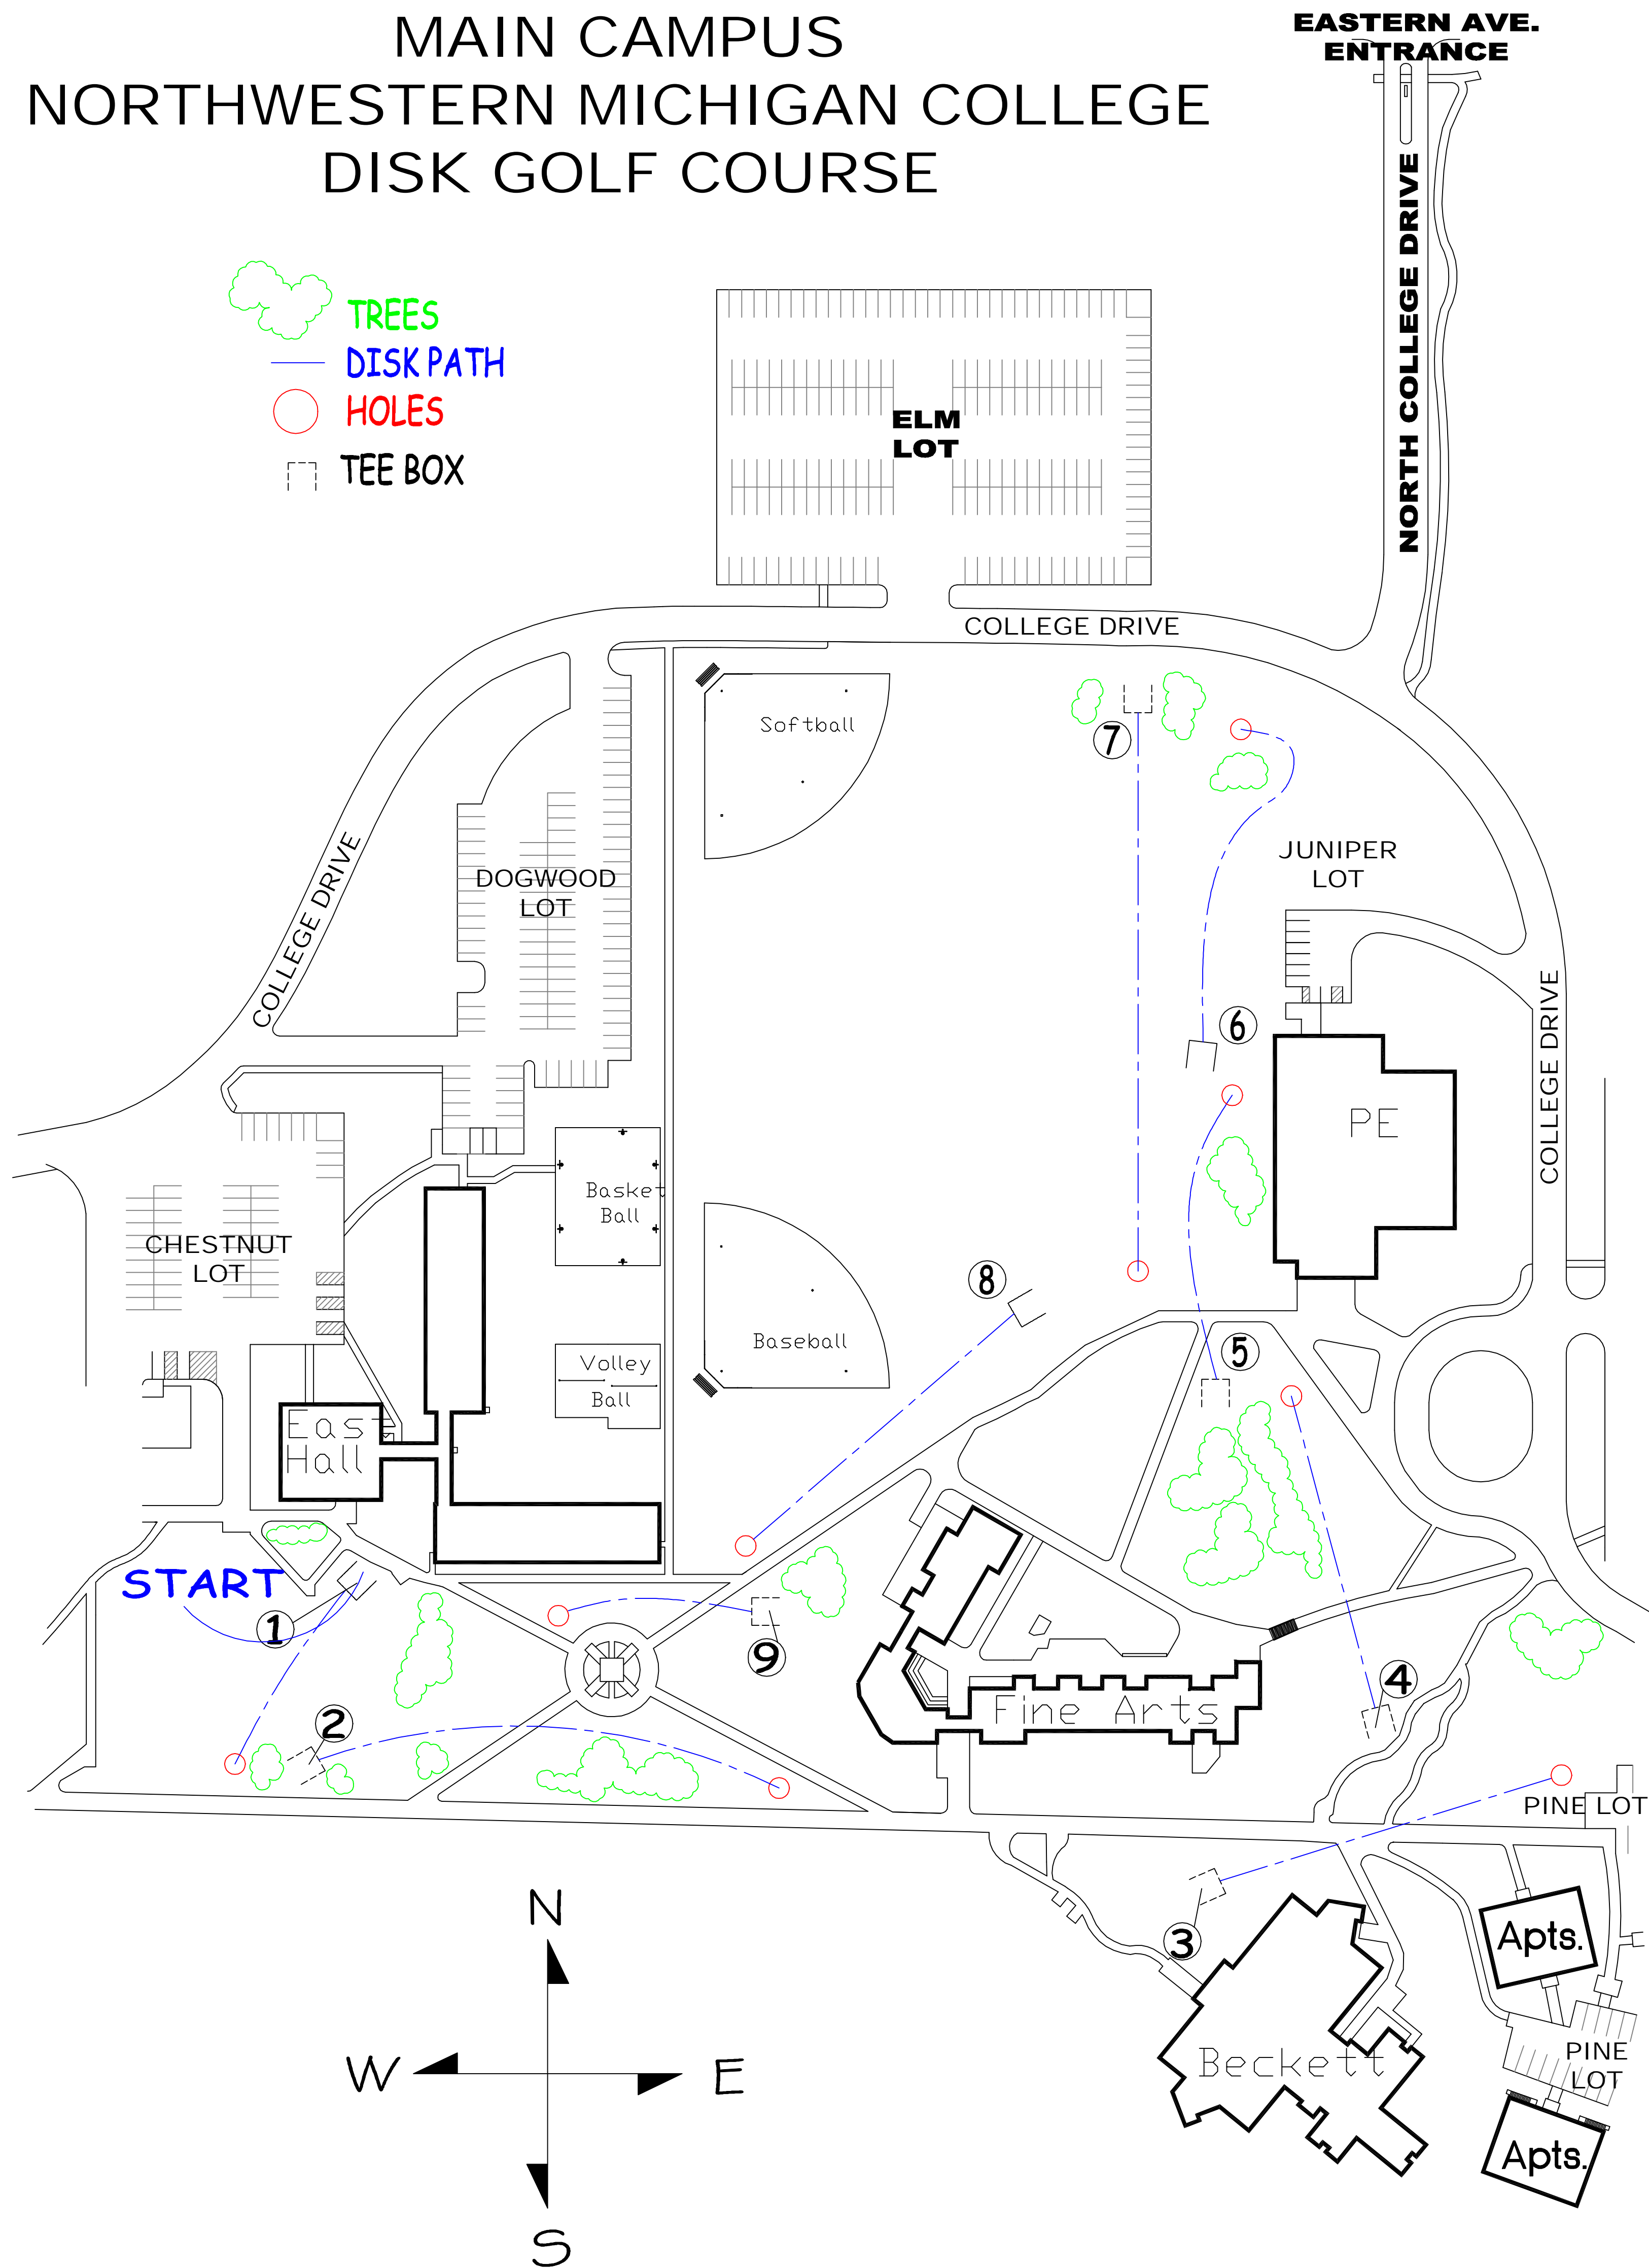 MAIN CAMPUS
NORTHWESTERN MICHIGAN COLLEGE
DISK GOLF COURSE
EASTERN AVE.
ENTRANCE
NORTH COLLEGE DRIVE
TREES
DISK PATH
HOLES
TEE BOX
ELM
LOT
COLLEGE DRIVE
Softball
7
JUNIPER
LOT
DOGWOOD
LOT
COLLEGE DRIVE
COLLEGE DRIVE
6
PE
Basket
Ball
CHESTNUT
LOT
8
Baseball
5
Volley
Ball
East
Hall
START
1
9
2
4
Fine Arts
PINE LOT
3
Apts.
N
W
E
S
Beckett
PINE
LOT
Apts.